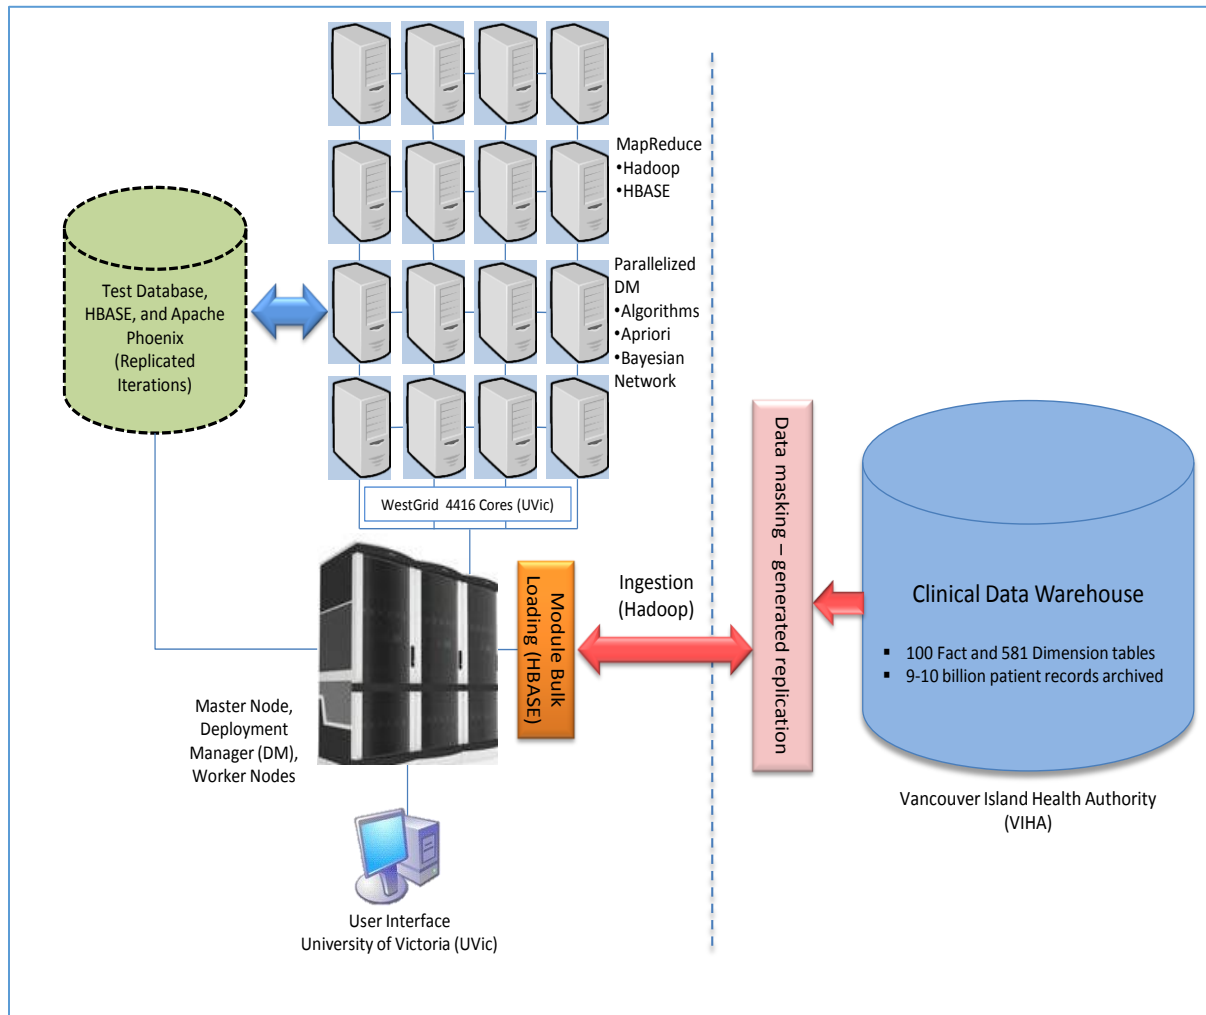 MapReduce
•Hadoop
•HBASE
Parallelized
DM
•Algorithms
•Apriori
•Bayesian
Network
Test Database,
HBASE, and Apache
Phoenix
(Replicated
Iterations)
WestGrid 4416 Cores (UVic)
Module Bulk
Loading (HBASE)
Ingestion
(Hadoop)
Data masking – generated replication
Clinical Data Warehouse
▪ 100 Fact and 581 Dimension tables
▪ 9-10 billion patient records archived
Vancouver Island Health Authority
(VIHA)
Master Node,
Deployment
Manager (DM),
Worker Nodes
User Interface
University of Victoria (UVic)